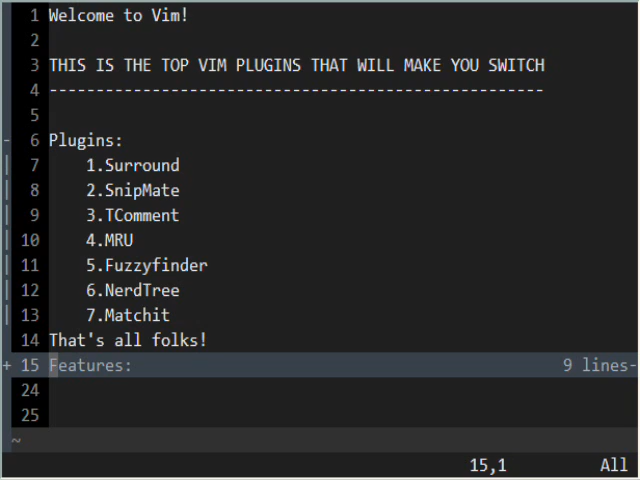 1 Welcome to Vim!
2
3 THIS IS THE TOP VIM PLUGINS THAT WILL MAKE YOU SWITCH
4 -----------------------------------------------------
5
- 6 Plugins:
| 7 1.Surround
| 8 2.SnipMate
| 9 3.TComment
| 10 4.MRU
| 11 5.Fuzzyfinder
| 12 6.NerdTree
| 13 7.Matchit
14 That's all folks!
+ 15 Features: 9 lines-
24
25
~
15,1 All